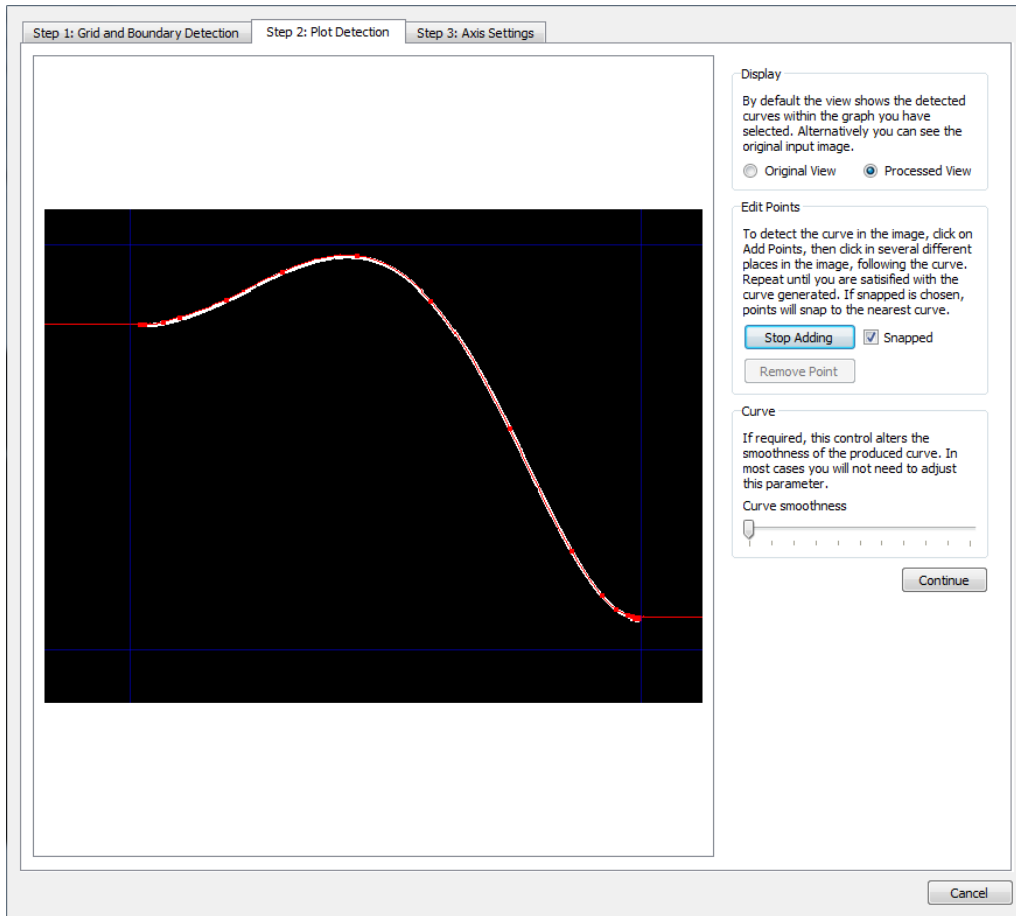 Step 1: Grid and Boundary Detection
Step 2: Plot Detection
Step 3: Axis Settings
Display
By default the view shows the detected
curves within the graph you have
selected. Alternatively you can see the
original input image.
Original View
Processed View
Edit Points
To detect the curve in the image, click on
Add Points, then click in several different
places in the image, following the curve.
Repeat until you are satisified with the
curve generated. If snapped is chosen,
points will snap to the nearest curve.
Stop Adding
Snapped
Remove Point
Curve
If required, this control alters the
smoothness of the produced curve. In
most cases you will not need to adjust
this parameter.
Curve smoothness
Continue
Cancel